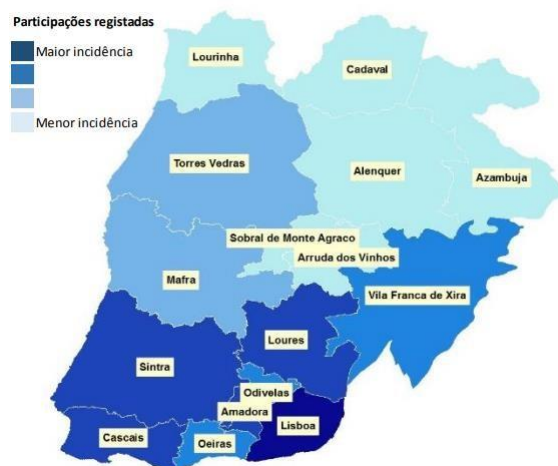 Participações registadas
Maior incidência
Menor incidência
Lourinha
Cadaval
Torres Vedras
Alenquer
Azambuja
Sobral de Monte Agraco
Arruda dos Vinhos
Mafra
Vila Franca de Xira
Loures
Sintra
Odivelas
Amadora
Lisboa
Cascais
Oeiras